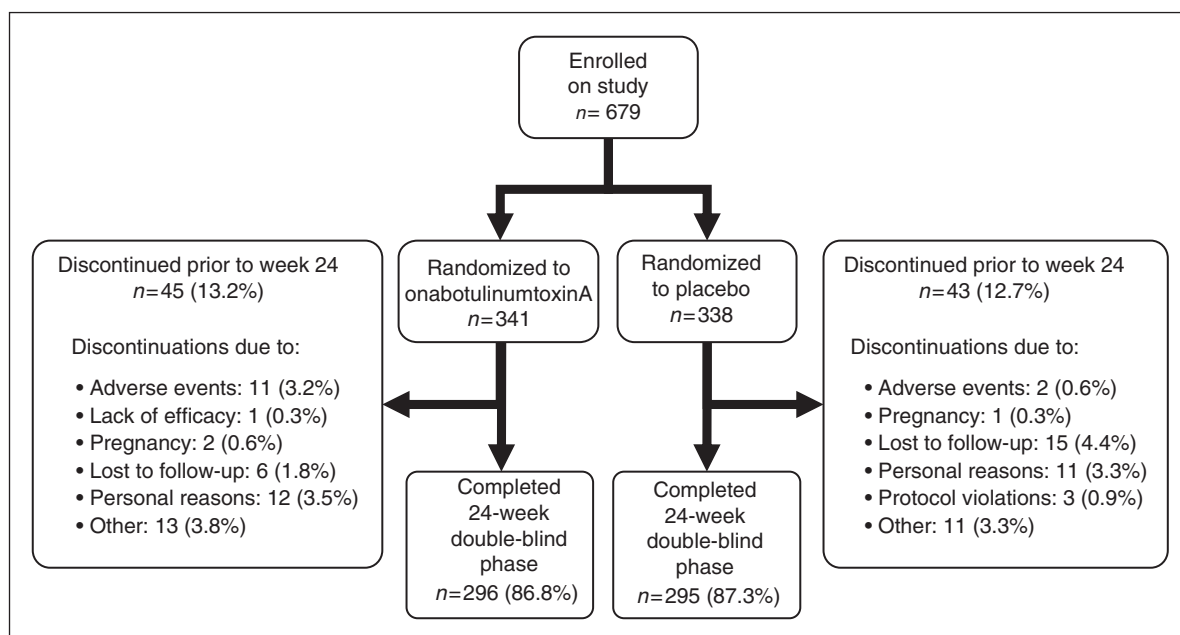 Enrolled
on study
n= 679
Discontinued prior to week 24
n=45 (13.2%)
Discontinuations due to:
• Adverse events: 11 (3.2%)
• Lack of efficacy: 1 (0.3%)
• Pregnancy: 2 (0.6%)
• Lost to follow-up: 6 (1.8%)
• Personal reasons: 12 (3.5%)
• Other: 13 (3.8%)
Randomized to
onabotulinumtoxinA
n=341
Randomized
to placebo
n=338
Discontinued prior to week 24
n=43 (12.7%)
Discontinuations due to:
• Adverse events: 2 (0.6%)
• Pregnancy: 1 (0.3%)
• Lost to follow-up: 15 (4.4%)
• Personal reasons: 11 (3.3%)
• Protocol violations: 3 (0.9%)
• Other: 11 (3.3%)
Completed
24-week
double-blind
phase
n=296 (86.8%)
Completed
24-week
double-blind
phase
n=295 (87.3%)